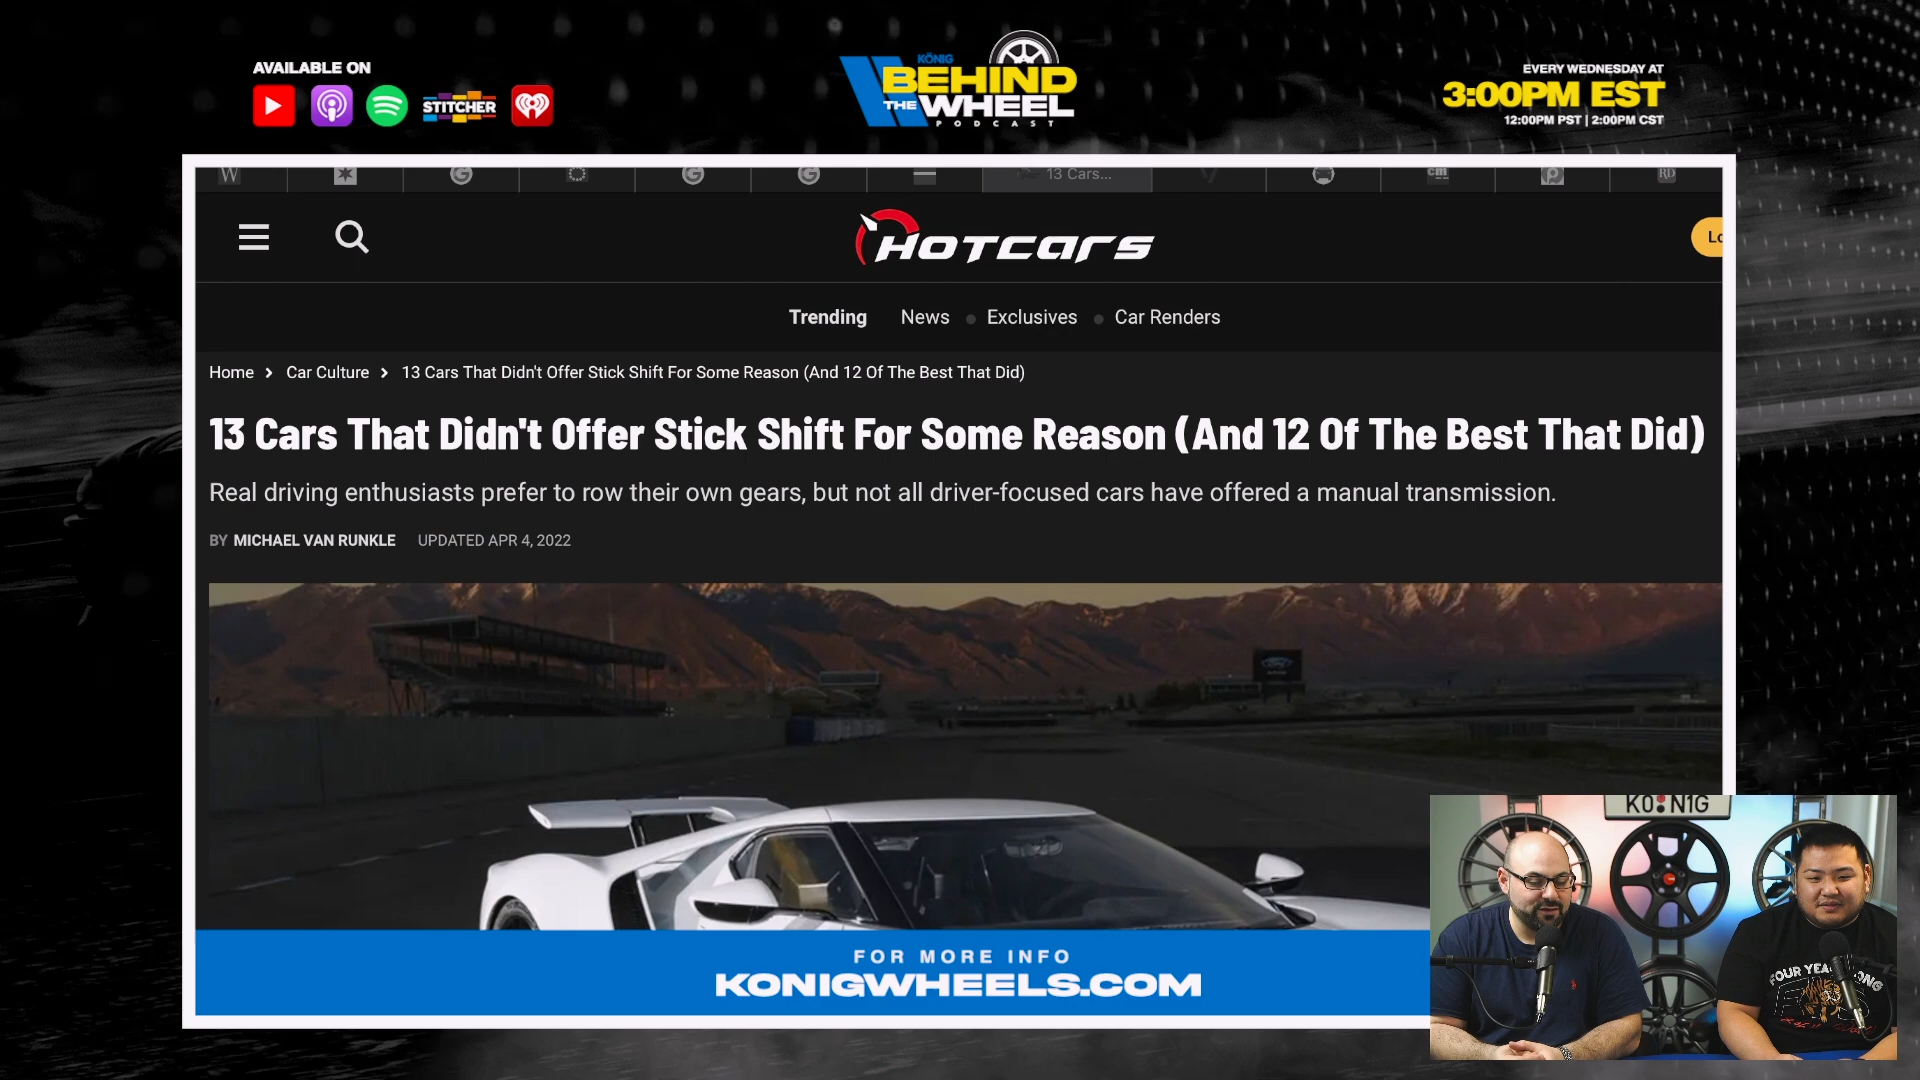 AVAILABLE ON
STITCHER
KÖNIG
BEHIND
THE WHEEL
PODCAST
EVERY WEDNESDAY AT
3:00PM EST
12:00PM PST | 2:00PM CST
W
G
G
G
13 Cars...
cm
RD
HOTCARS
Lo
Trending News Exclusives Car Renders
Home > Car Culture > 13 Cars That Didn't Offer Stick Shift For Some Reason (And 12 Of The Best That Did)
13 Cars That Didn't Offer Stick Shift For Some Reason (And 12 Of The Best That Did)
Real driving enthusiasts prefer to row their own gears, but not all driver-focused cars have offered a manual transmission.
BY MICHAEL VAN RUNKLE UPDATED APR 4, 2022
FOR MORE INFO
KONIGWHEELS.COM
KO NIG